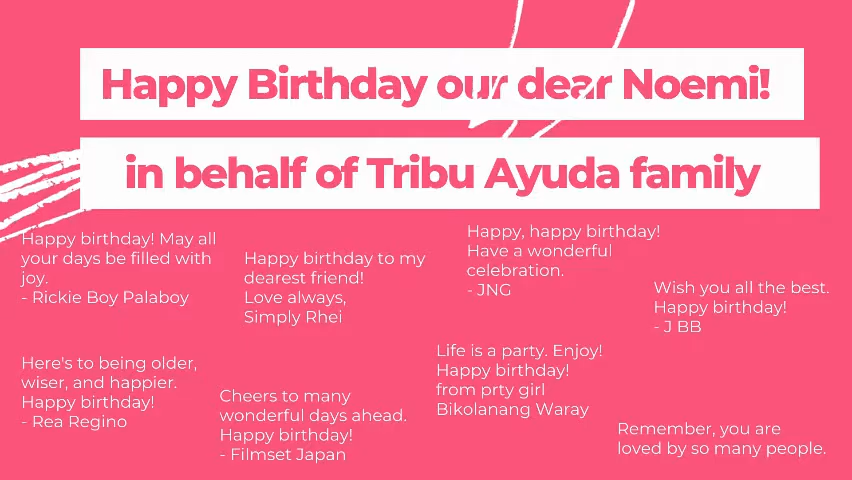 Happy Birthday our dear Noemi!
in behalf of Tribu Ayuda family
Happy birthday! May all
your days be filled with
joy.
- Rickie Boy Palaboy
Happy birthday to my
dearest friend!
Love always,
Simply Rhei
Happy, happy birthday!
Have a wonderful
celebration.
- JNG
Wish you all the best.
Happy birthday!
- J BB
Here's to being older,
wiser, and happier.
Happy birthday!
- Rea Regino
Cheers to many
wonderful days ahead.
Happy birthday!
- Filmset Japan
Life is a party. Enjoy!
Happy birthday!
from prty girl
Bikolanang Waray
Remember, you are
loved by so many people.